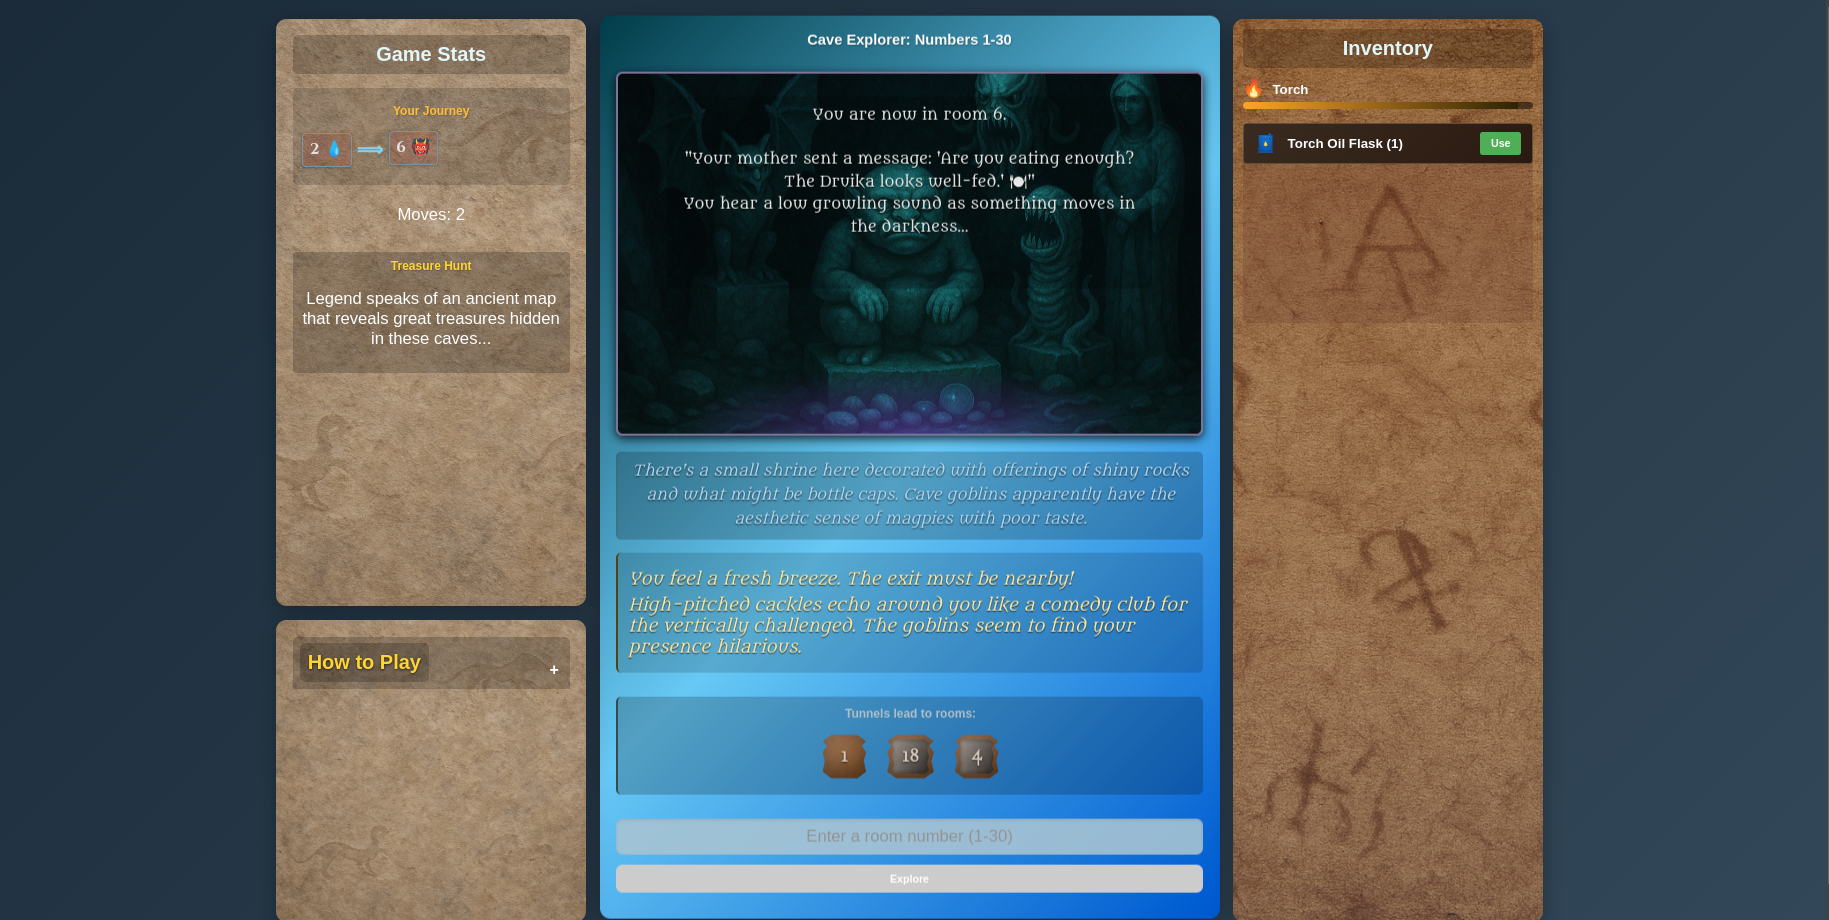 Game Stats
Your Journey
2 💧 ⟹ 6 👹
Moves: 2
Treasure Hunt
Legend speaks of an ancient map
that reveals great treasures hidden
in these caves...
How to Play
+
Cave Explorer: Numbers 1-30
You are now in room 6.
"Your mother sent a message: 'Are you eating enough?
The Druika looks well-fed.' 🍽️"
You hear a low growling sound as something moves in
the darkness...
There's a small shrine here decorated with offerings of shiny rocks
and what might be bottle caps. Cave goblins apparently have the
aesthetic sense of magpies with poor taste.
You feel a fresh breeze. The exit must be nearby!
High-pitched cackles echo around you like a comedy club for
the vertically challenged. The goblins seem to find your
presence hilarious.
Tunnels lead to rooms:
1 18 4
Enter a room number (1-30)
Explore
Inventory
🔥 Torch
Torch Oil Flask (1) Use